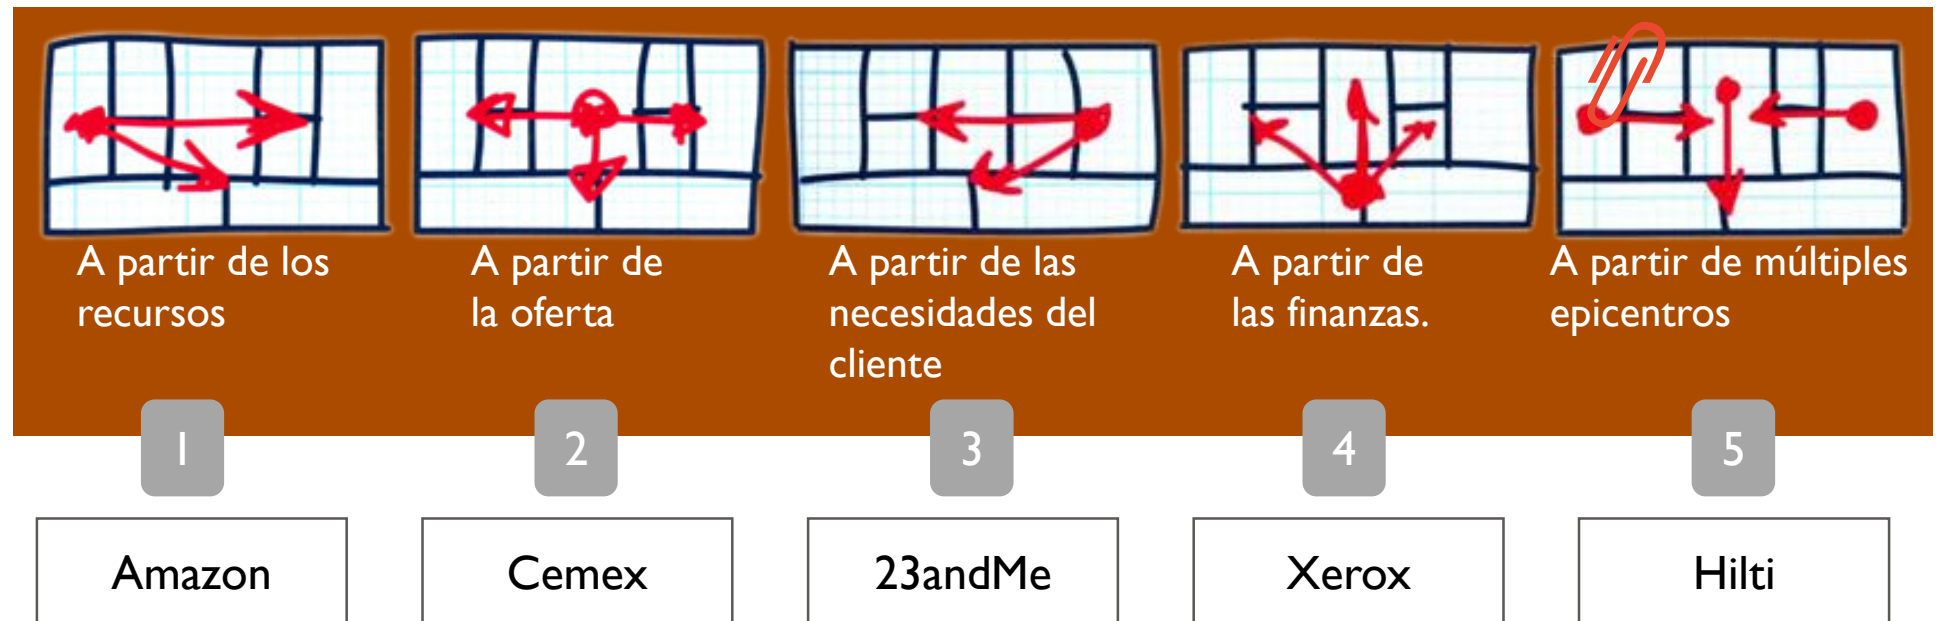 A partir de los
recursos
A partir de
la oferta
A partir de las
necesidades del
cliente
A partir de
las finanzas.
A partir de múltiples
epicentros
1
2
3
4
5
Amazon
Cemex
23andMe
Xerox
Hilti